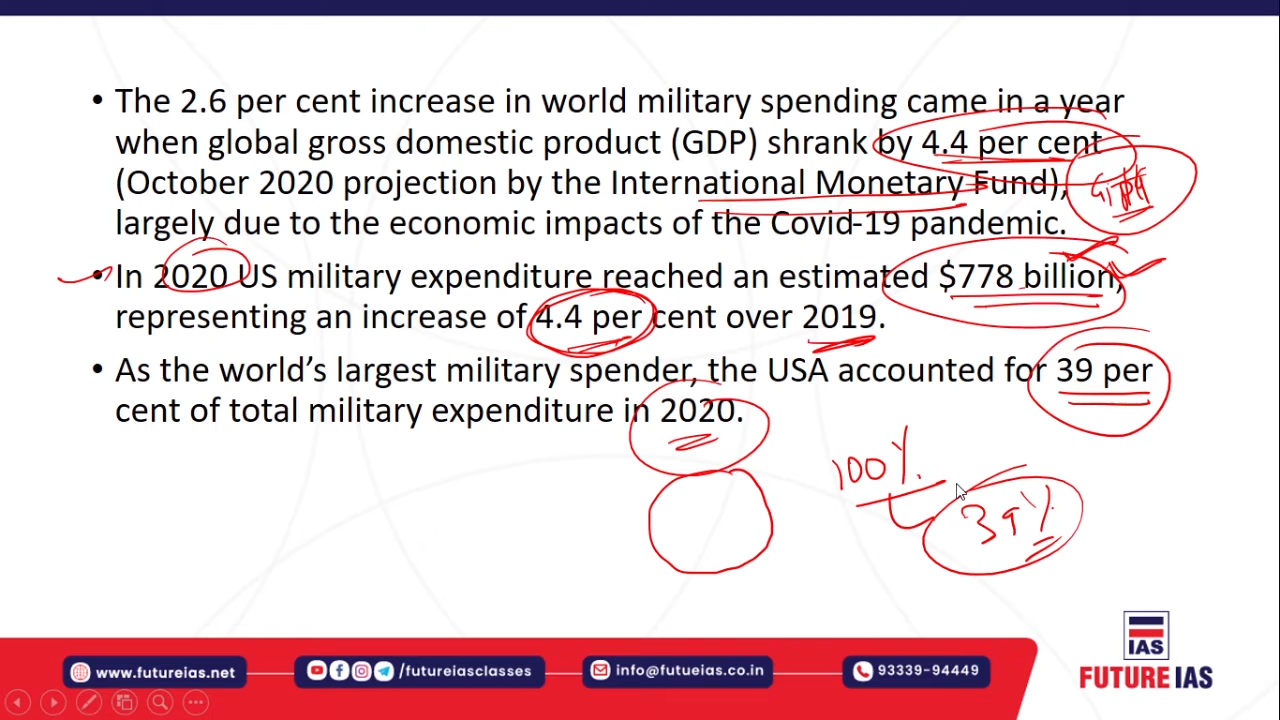 • The 2.6 per cent increase in world military spending came in a year
when global gross domestic product (GDP) shrank by 4.4 per cent
(October 2020 projection by the International Monetary Fund),
largely due to the economic impacts of the Covid-19 pandemic.
• In 2020 US military expenditure reached an estimated $778 billion,
representing an increase of 4.4 per cent over 2019.
• As the world’s largest military spender, the USA accounted for 39 per
cent of total military expenditure in 2020.
100%
39%
IAS
FUTURE IAS
www.futureias.net
/futureiasclasses
info@futueias.co.in
93339-94449